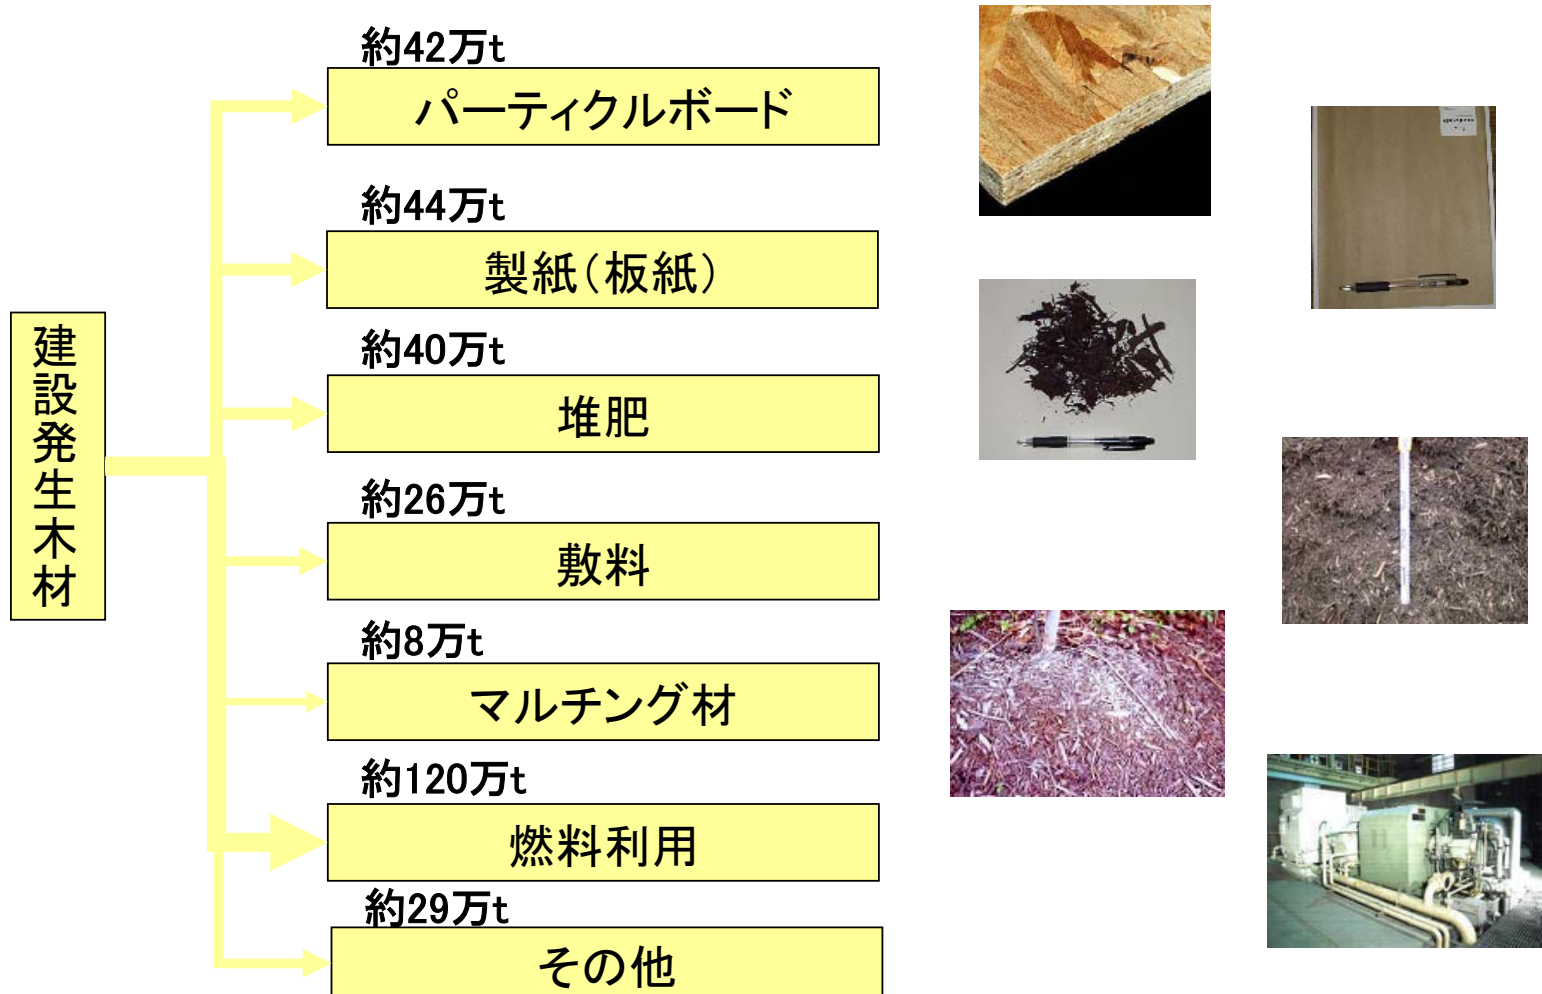 約42万t
パーティクルボード
約44万t
製紙（板紙）
約40万t
堆肥
建設発生木材
約26万t
敷料
約8万t
マルチング材
約120万t
燃料利用
約29万t
その他